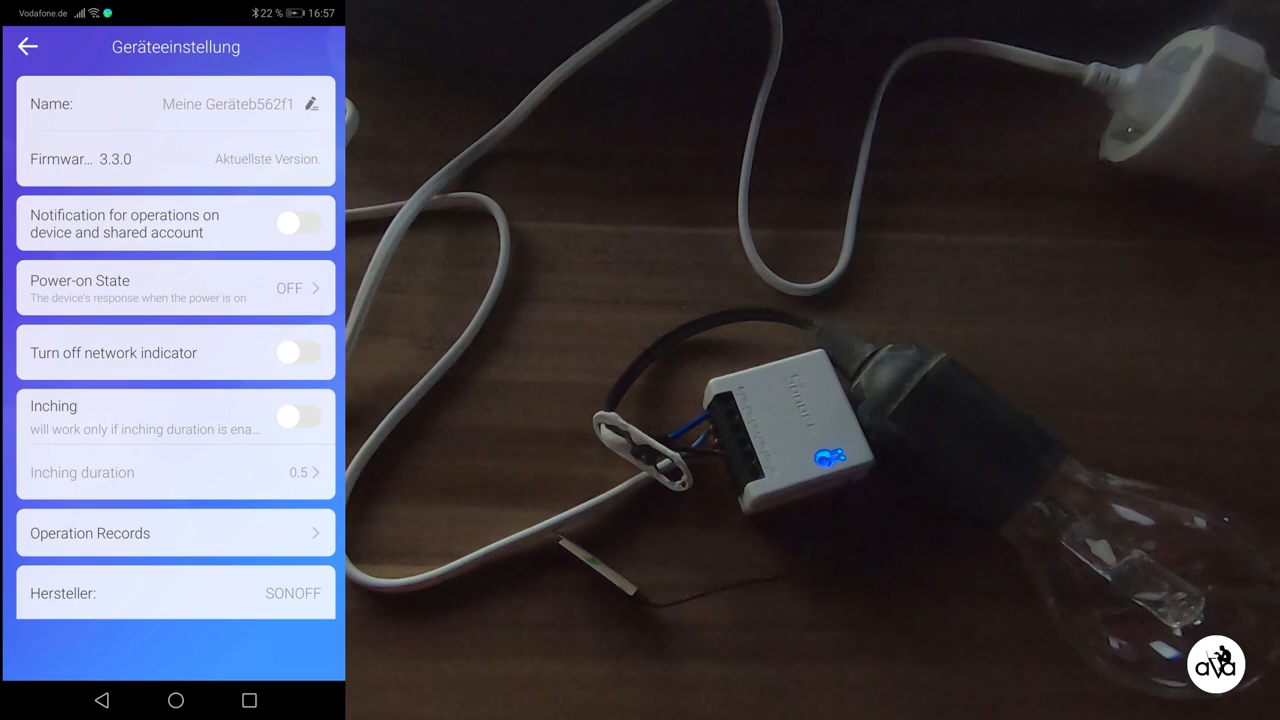 Vodafone.de
22 % 16:57
Geräteeinstellung
Name: Meine Geräteb562f1
Firmwar... 3.3.0 Aktuellste Version.
Notification for operations on
device and shared account
Power-on State
OFF
The device's response when the power is on
Turn off network indicator
Inching
will work only if inching duration is ena...
Inching duration 0.5
Operation Records
Hersteller: SONOFF
SONOFF
ava